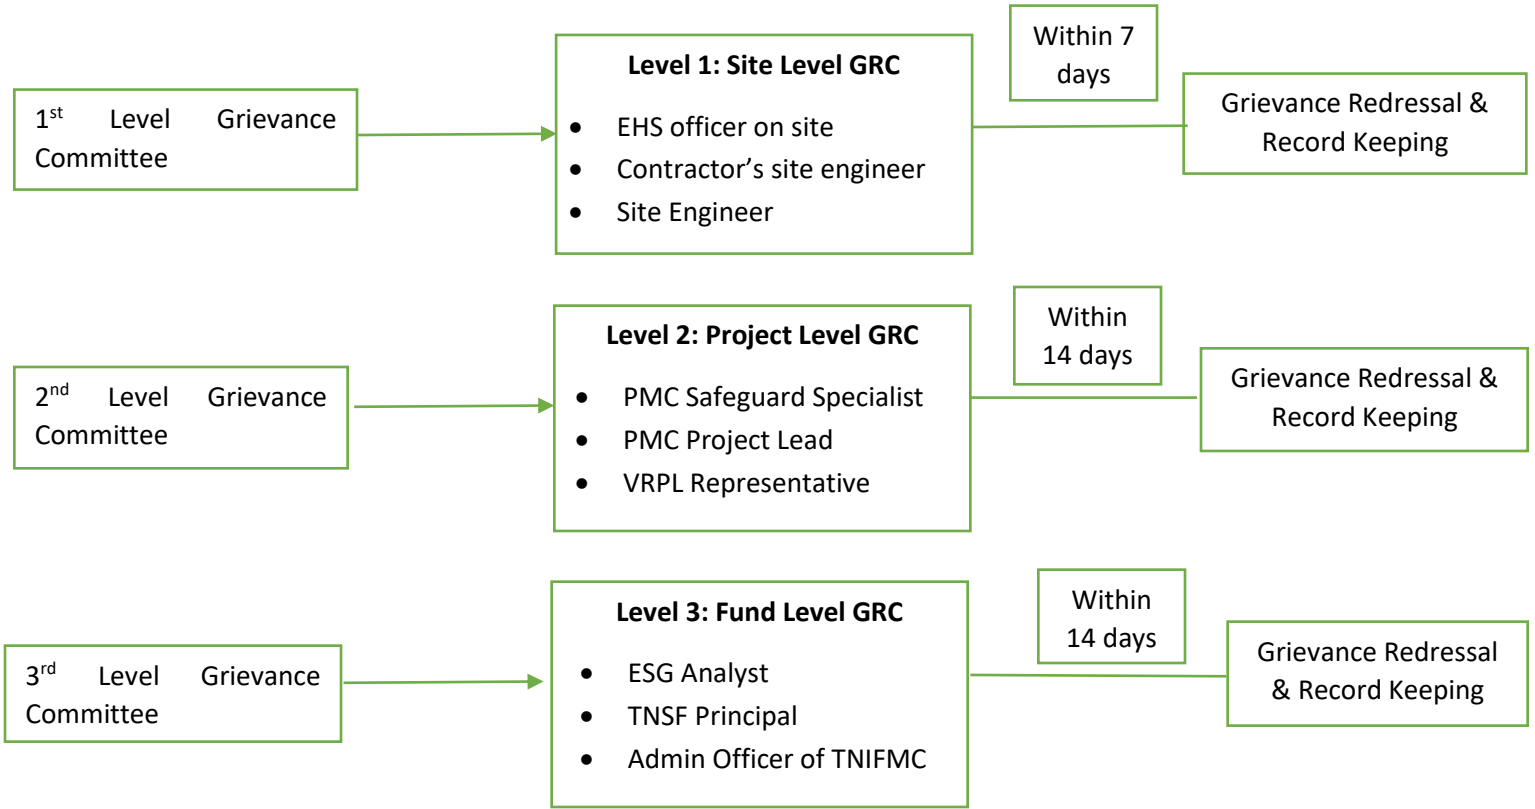 1st Level Grievance
Committee
Level 1: Site Level GRC
• EHS officer on site
• Contractor’s site engineer
• Site Engineer
Within 7
days
Grievance Redressal &
Record Keeping
2nd Level Grievance
Committee
Level 2: Project Level GRC
• PMC Safeguard Specialist
• PMC Project Lead
• VRPL Representative
Within
14 days
Grievance Redressal &
Record Keeping
3rd Level Grievance
Committee
Level 3: Fund Level GRC
• ESG Analyst
• TNSF Principal
• Admin Officer of TNIFMC
Within
14 days
Grievance Redressal
& Record Keeping